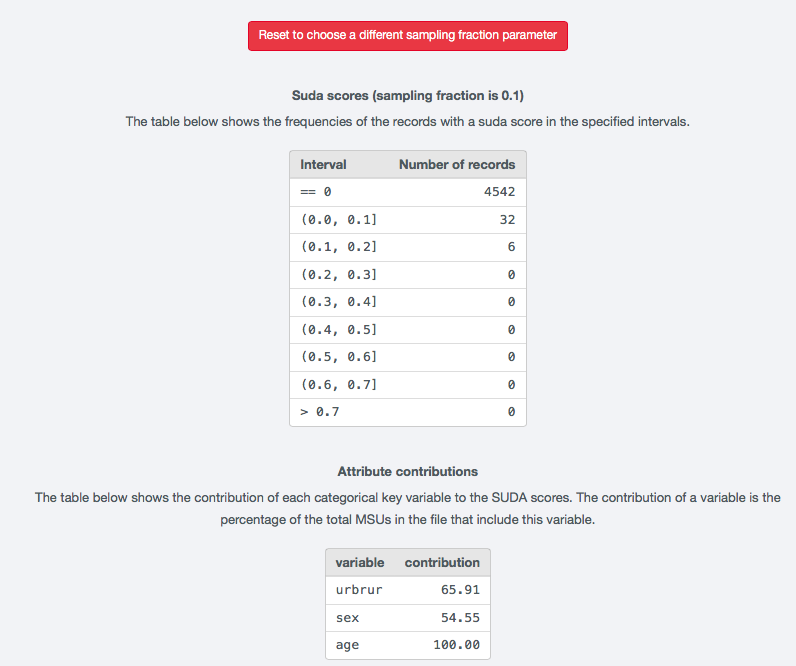 Reset to choose a different sampling fraction parameter
Suda scores (sampling fraction is 0.1)
The table below shows the frequencies of the records with a suda score in the specified intervals.
Interval Number of records
== 0 4542
(0.0, 0.1] 32
(0.1, 0.2] 6
(0.2, 0.3] 0
(0.3, 0.4] 0
(0.4, 0.5] 0
(0.5, 0.6] 0
(0.6, 0.7] 0
> 0.7 0
Attribute contributions
The table below shows the contribution of each categorical key variable to the SUDA scores. The contribution of a variable is the
percentage of the total MSUs in the file that include this variable.
variable contribution
urbrur 65.91
sex 54.55
age 100.00